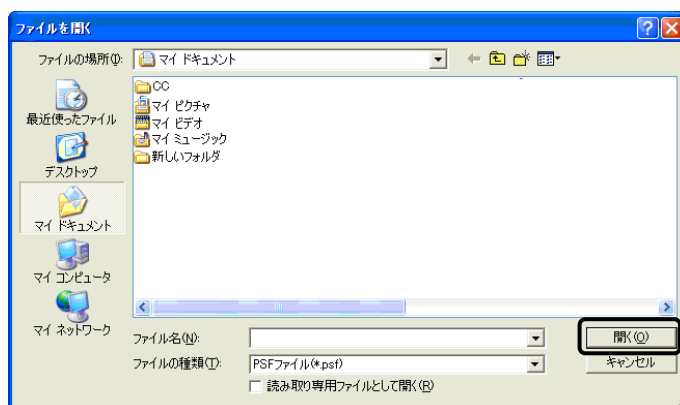 ファイルを開く
ファイルの場所(I):
マイ ドキュメント
最近使ったファイル
デスクトップ
マイ ドキュメント
マイ コンピュータ
マイ ネットワーク
CC
マイ ピクチャ
マイ ビデオ
マイ ミュージック
新しいフォルダ
ファイル名(N):
開く(O)
ファイルの種類(T):
PSFファイル(*.psf)
キャンセル
読み取り専用ファイルとして開く(R)